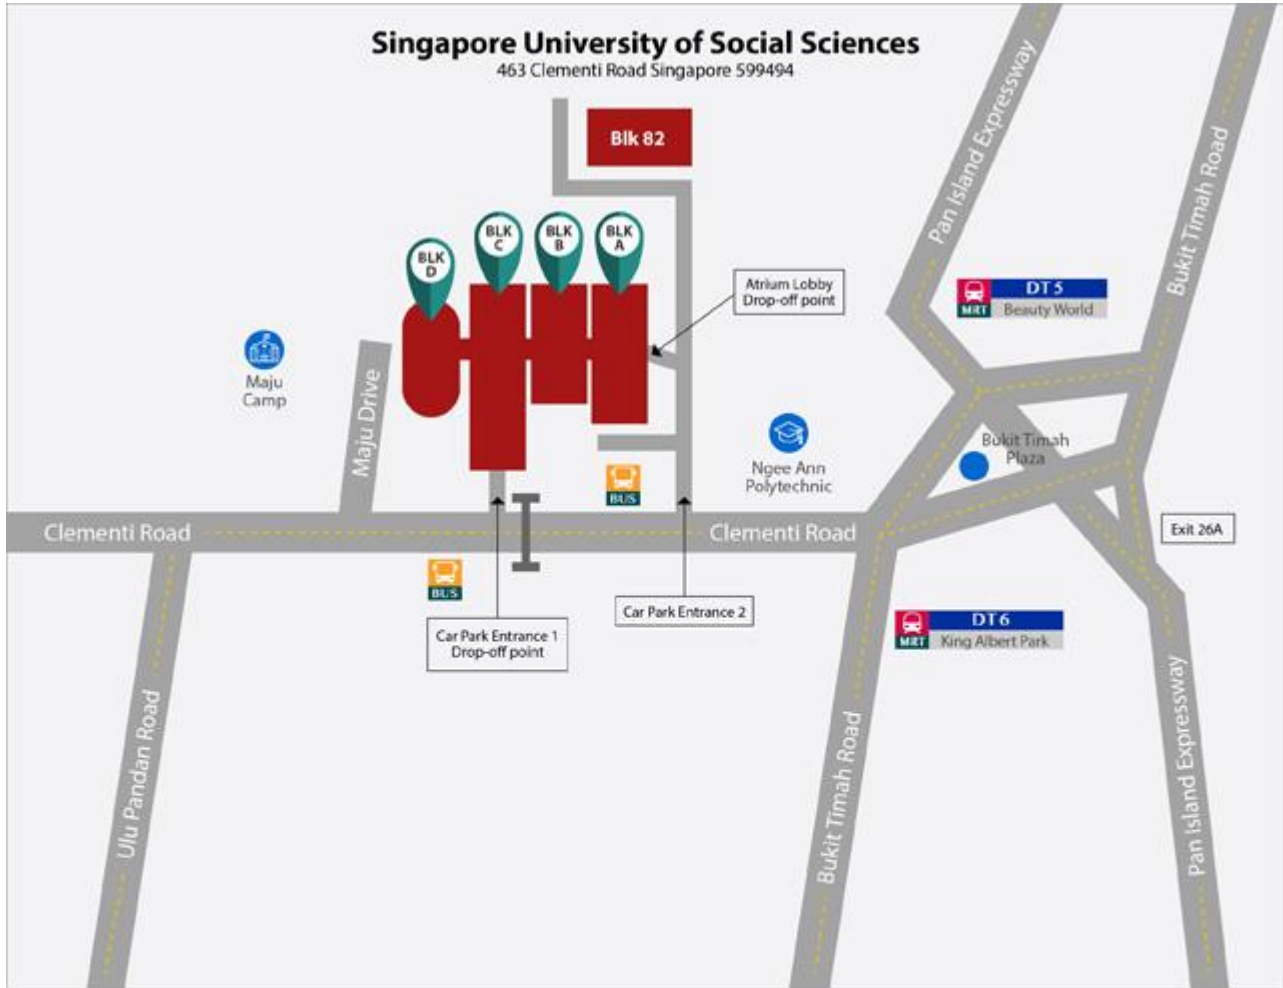 Singapore University of Social Sciences
463 Clementi Road Singapore 599494
Blk 82
Pan Island Expressway
Bukit Timah Road
BLK
D
BLK
C
BLK
B
BLK
A
Atrium Lobby
Drop-off point
DT5
MRT
Beauty World
Maju
Camp
Maju Drive
Ngee Ann
Polytechnic
Bukit Timah
Plaza
BUS
Clementi Road
Clementi Road
Exit 26A
BUS
Car Park Entrance 1
Drop-off point
Car Park Entrance 2
DT6
MRT
King Albert Park
Ulu Pandan Road
Bukit Timah Road
Pan Island Expressway